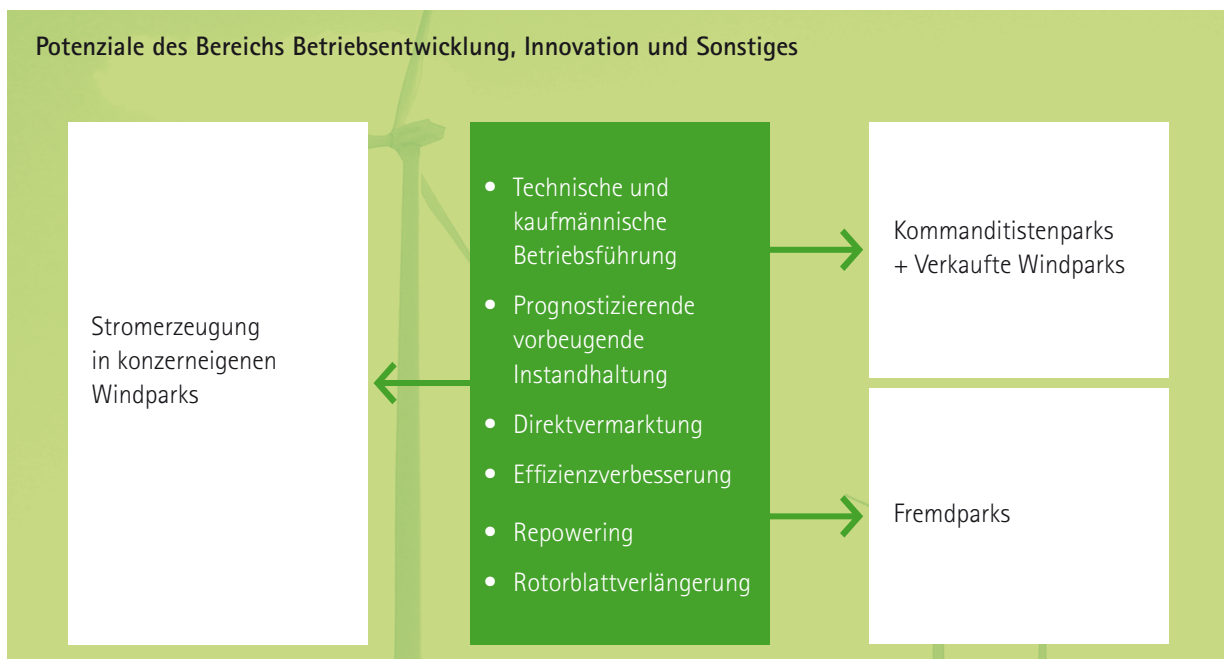 Potenziale des Bereichs Betriebsentwicklung, Innovation und Sonstiges
Stromerzeugung
in konzerneigenen
Windparks
• Technische und
kaufmännische
Betriebsführung
• Prognostizierende
vorbeugende
Instandhaltung
• Direktvermarktung
• Effizienzverbesserung
• Repowering
• Rotorblattverlängerung
Kommanditistenparks
+ Verkaufte Windparks
Fremdparks